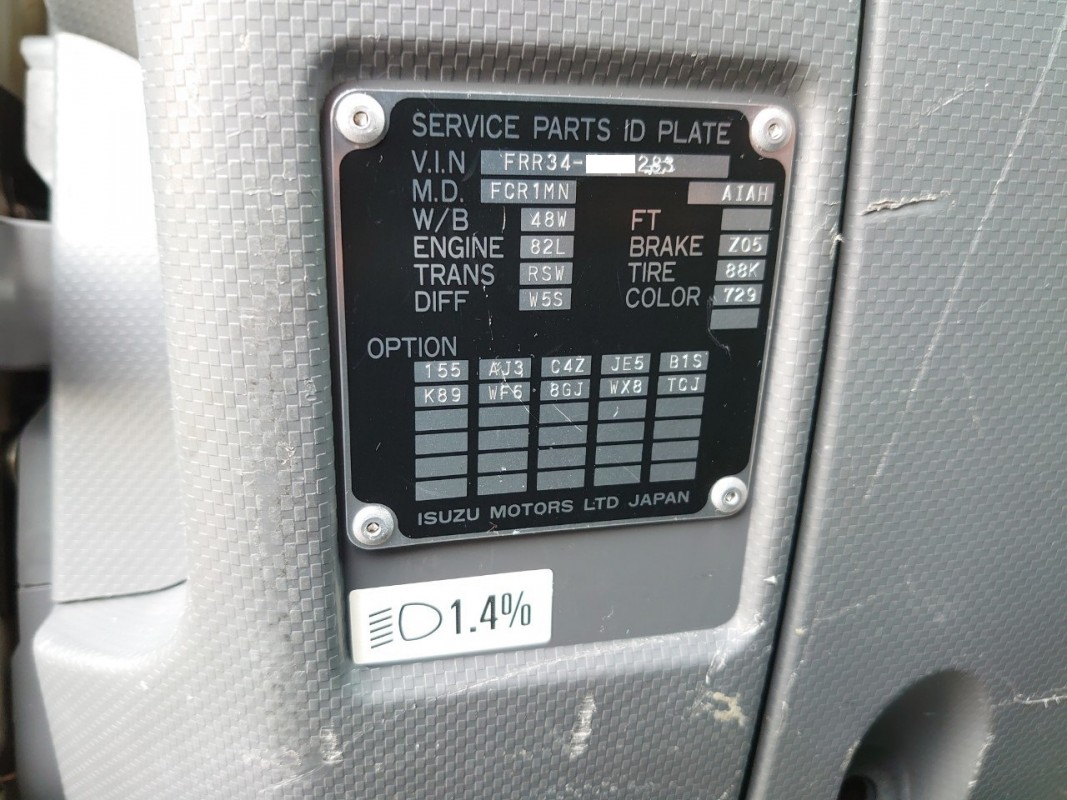 SERVICE PARTS ID PLATE
V.I.N FRR34- 283
M.D. FCR1MN AIAH
W/B 48W FT
ENGINE 82L BRAKE Z05
TRANS RSW TIRE 88K
DIFF W5S COLOR 729
OPTION
155 AJ3 C4Z JE5 B1S
K89 WF6 8GJ WX8 TCJ
ISUZU MOTORS LTD JAPAN
1.4%